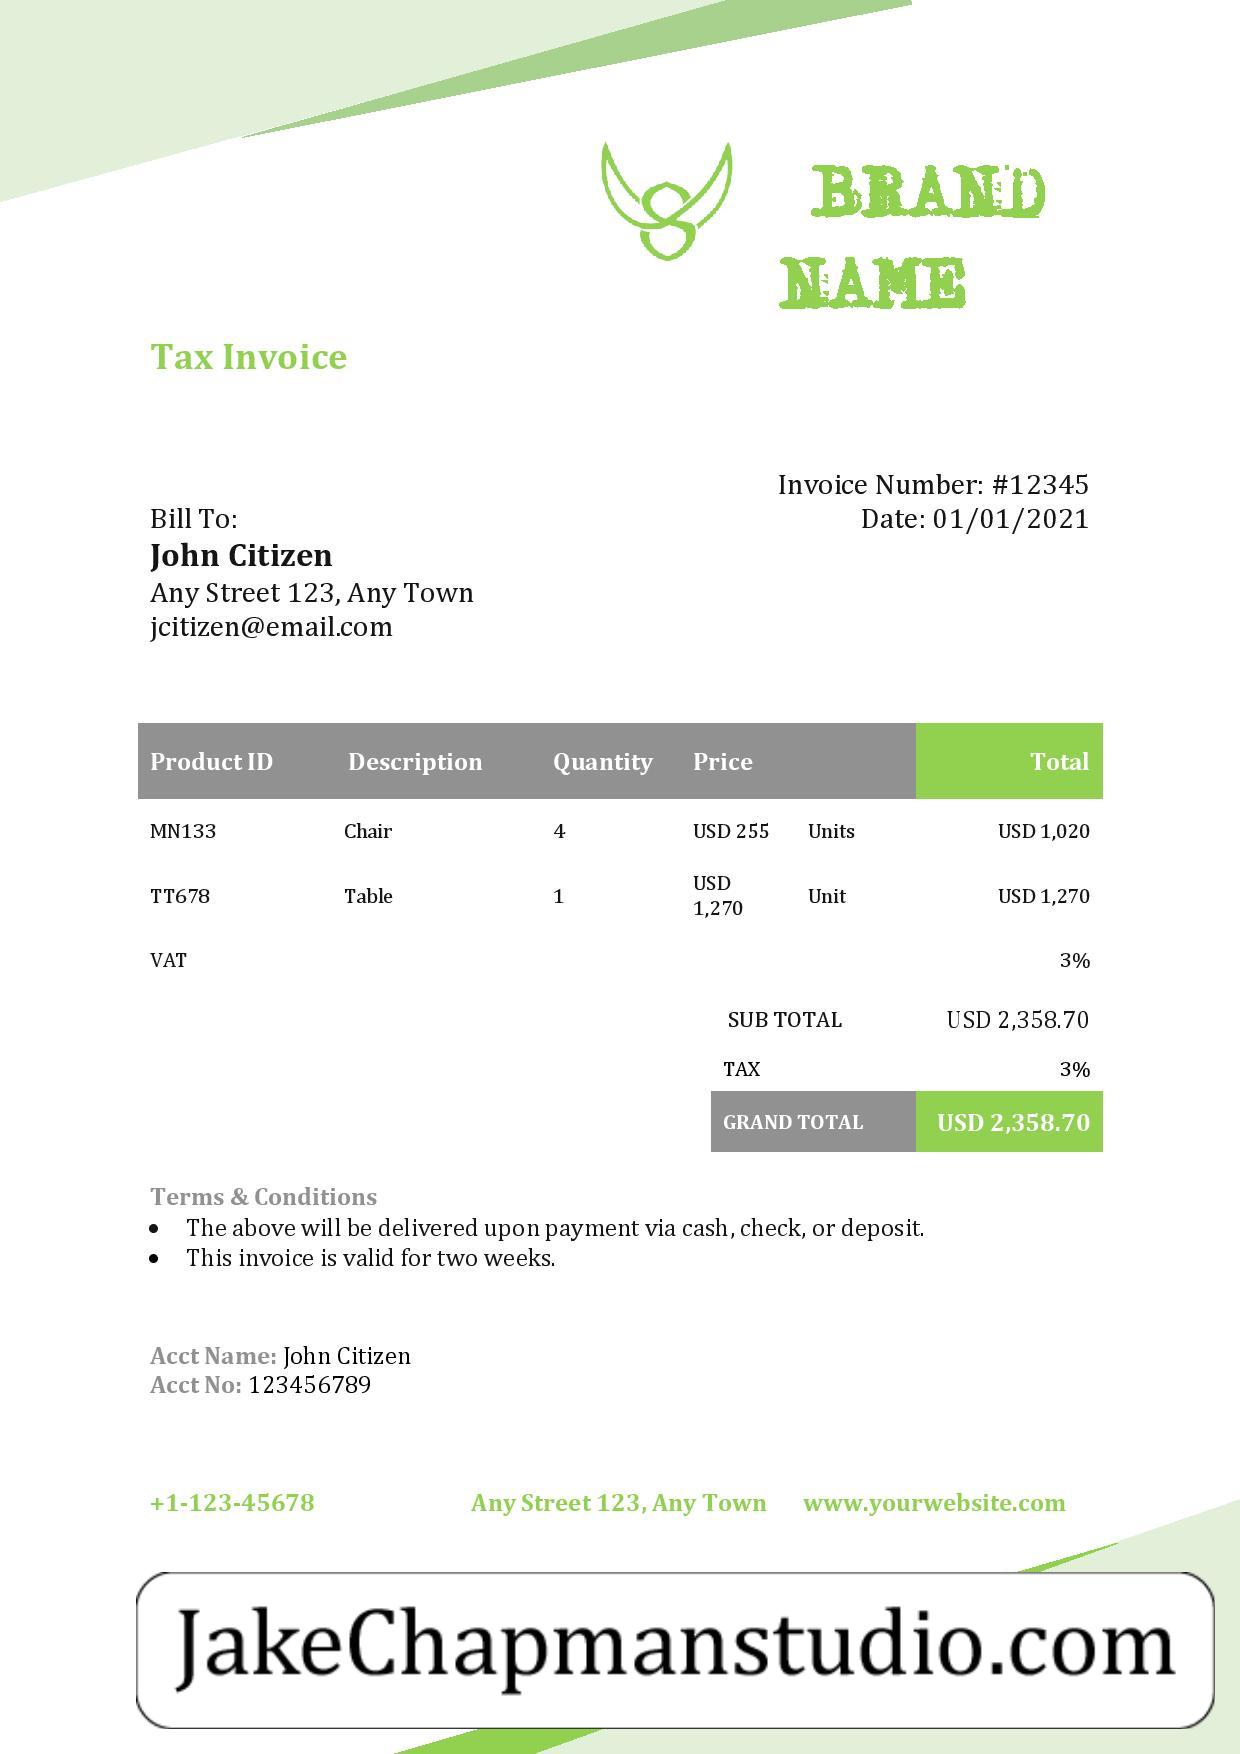 BRAND
NAME
Tax Invoice
Invoice Number: #12345
Date: 01/01/2021
Bill To:
John Citizen
Any Street 123, Any Town
jcitizen@email.com
Product ID Description Quantity Price Total
MN133 Chair 4 USD 255 Units USD 1,020
TT678 Table 1 USD 1,270 Unit USD 1,270
VAT 3%
SUB TOTAL USD 2,358.70
TAX 3%
GRAND TOTAL USD 2,358.70
Terms & Conditions
• The above will be delivered upon payment via cash, check, or deposit.
• This invoice is valid for two weeks.
Acct Name: John Citizen
Acct No: 123456789
+1-123-45678 Any Street 123, Any Town www.yourwebsite.com
JakeChapmanstudio.com